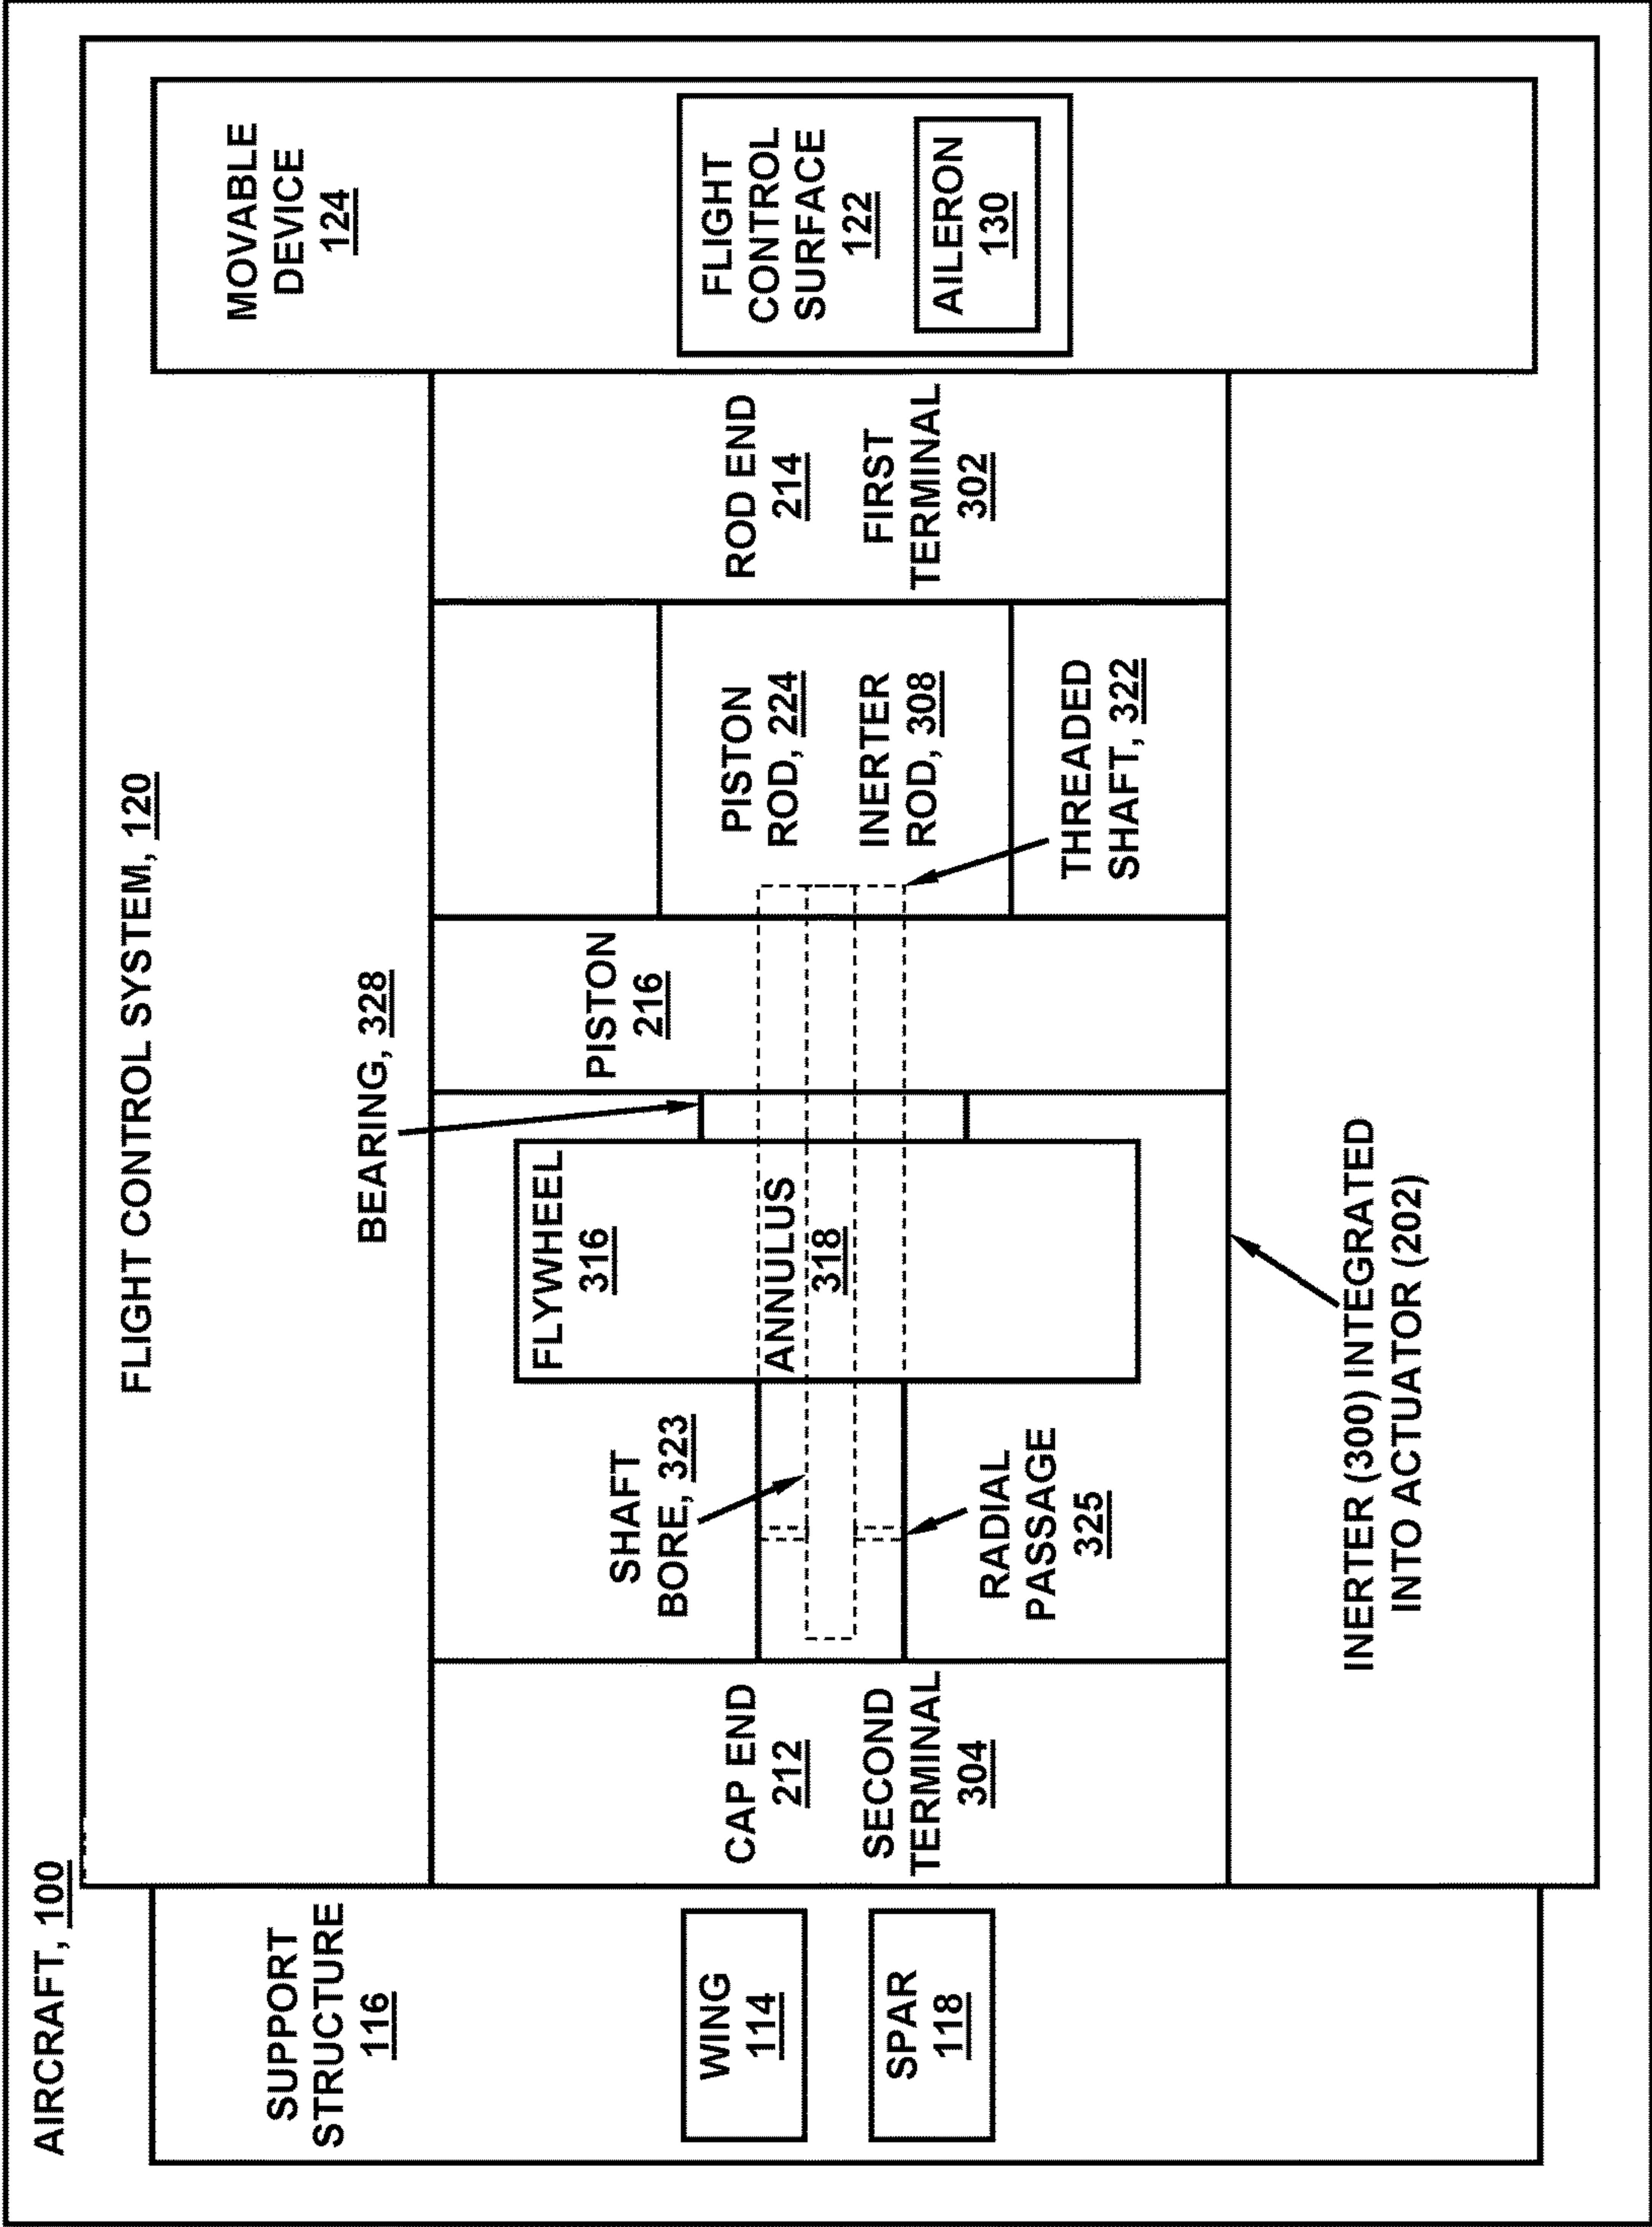 AIRCRAFT, 100
FLIGHT CONTROL SYSTEM, 120
SUPPORT
STRUCTURE
116
WING
114
SPAR
118
CAP END
212
SECOND
TERMINAL
304
SHAFT
BORE, 323
RADIAL
PASSAGE
325
BEARING, 328
FLYWHEEL
316
ANNULUS
318
PISTON
216
PISTON
ROD, 224
INERTER
ROD, 308
THREADED
SHAFT, 322
ROD END
214
FIRST
TERMINAL
302
MOVABLE
DEVICE
124
FLIGHT
CONTROL
SURFACE
122
AILERON
130
INERTER (300) INTEGRATED
INTO ACTUATOR (202)